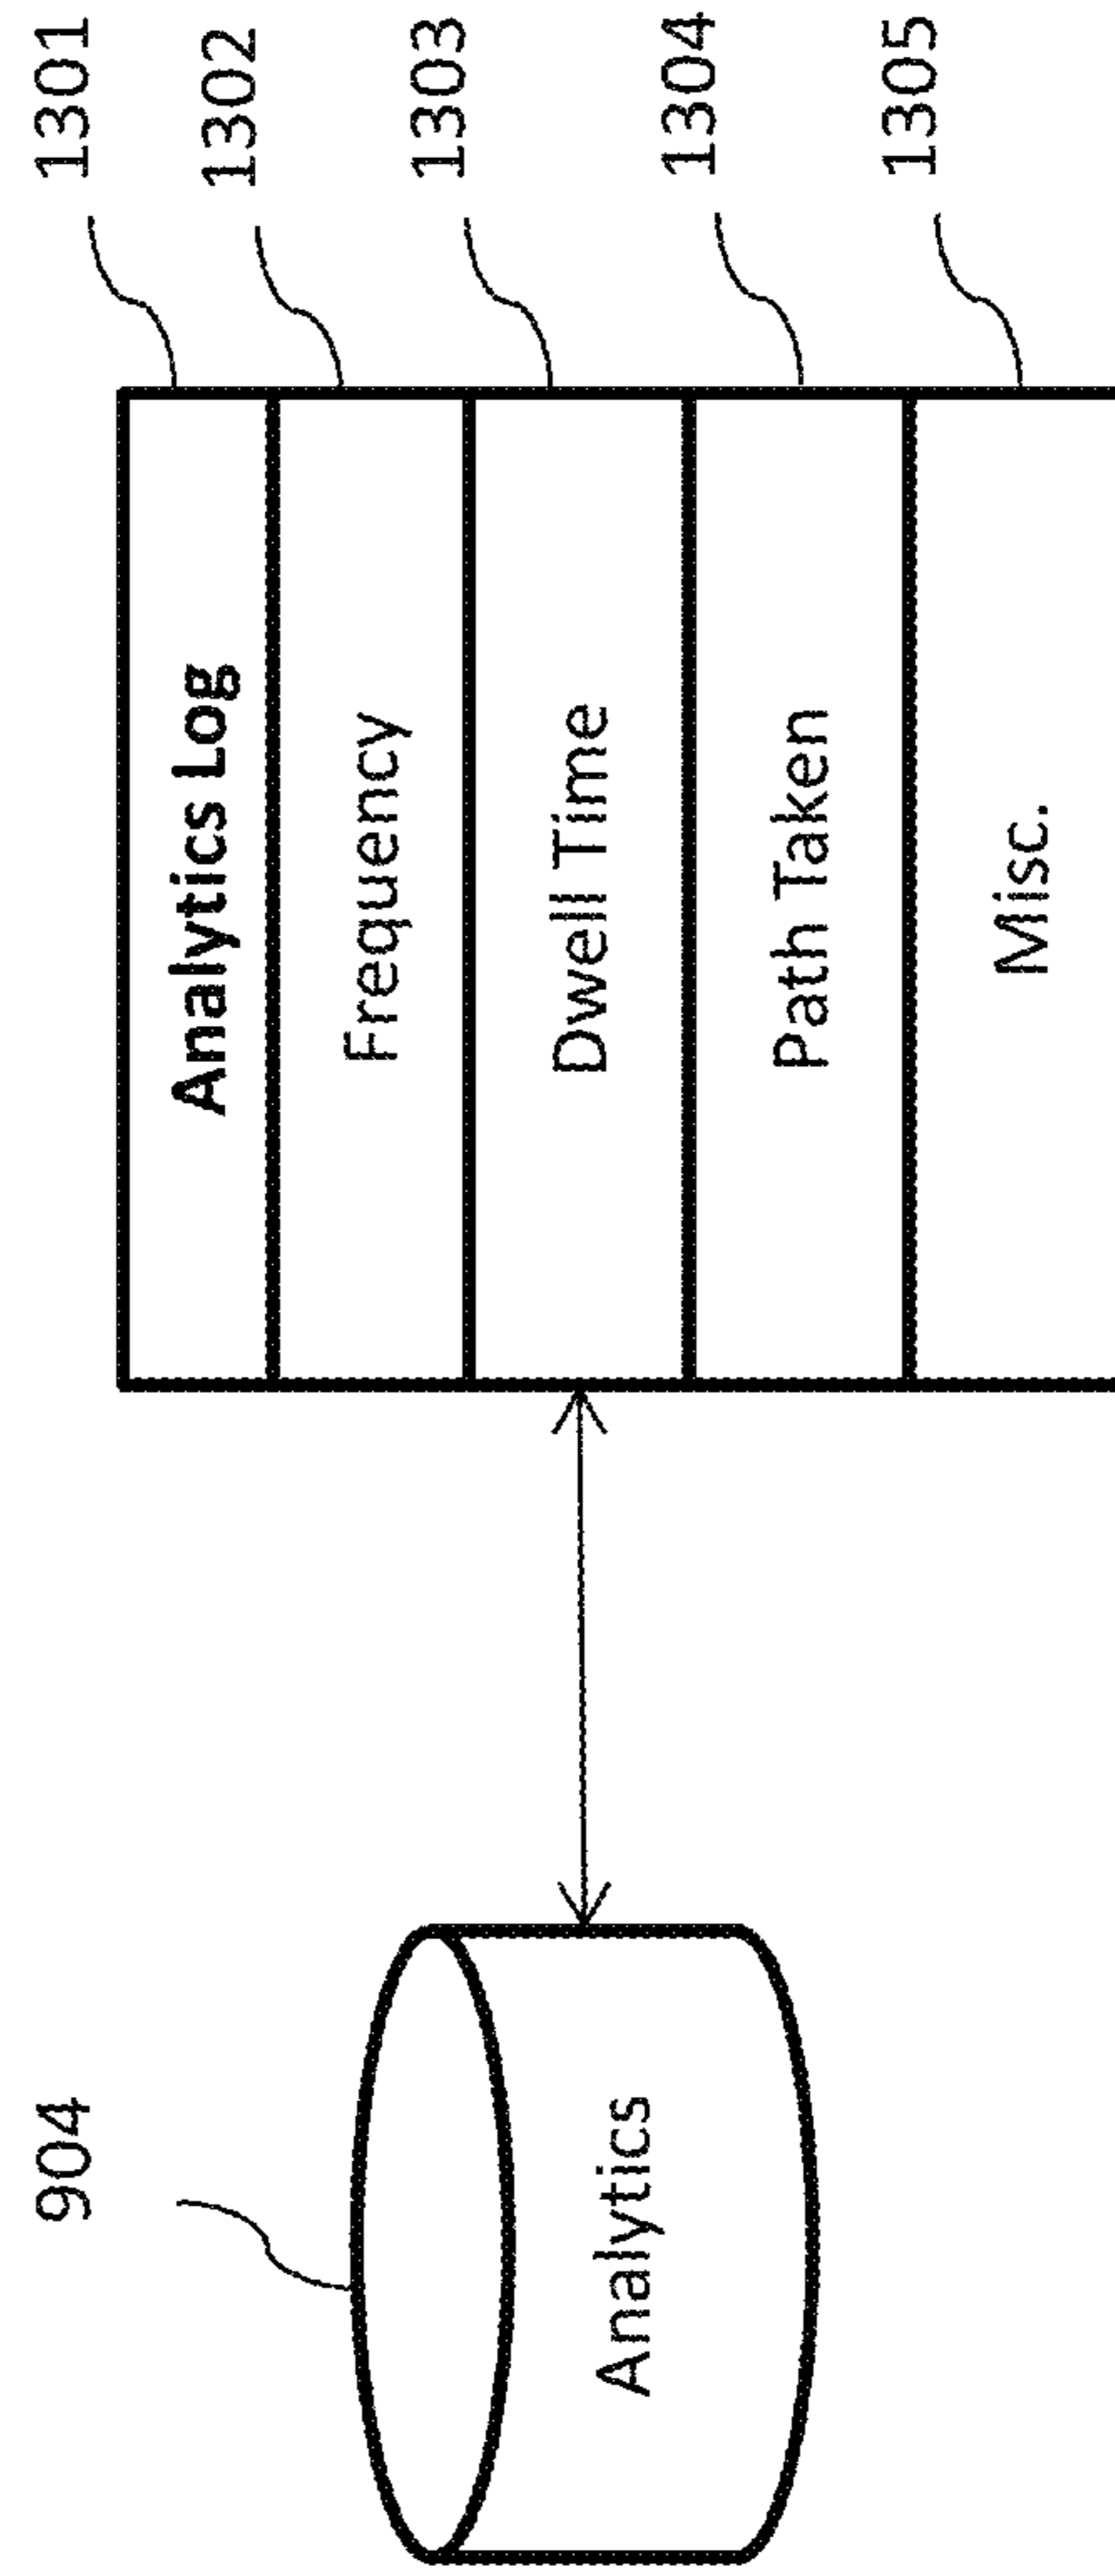 904
Analytics
Analytics Log
1301
Frequency
1302
Dwell Time
1303
Path Taken
1304
Misc.
1305